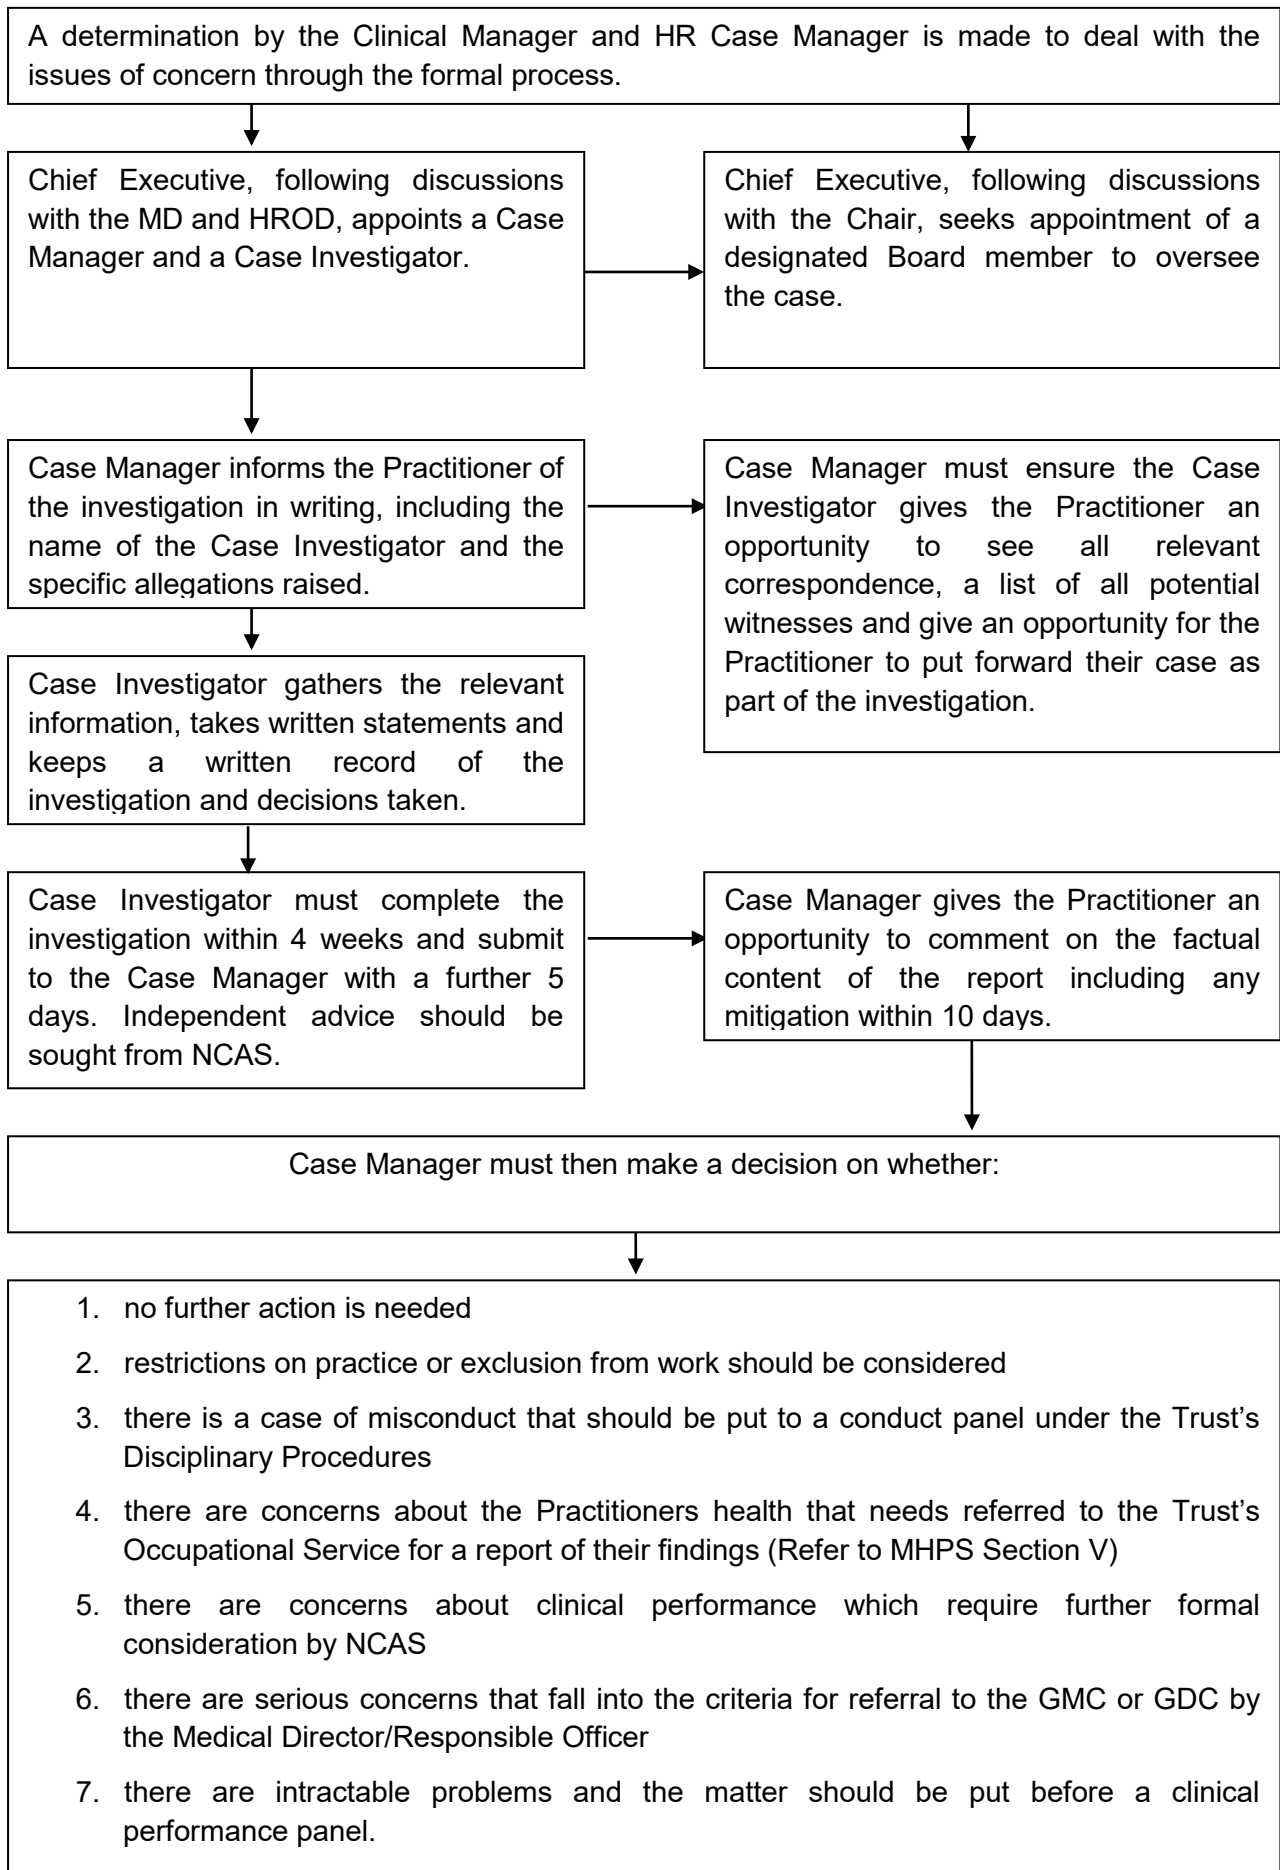 A determination by the Clinical Manager and HR Case Manager is made to deal with the
issues of concern through the formal process.
Chief Executive, following discussions
with the MD and HROD, appoints a Case
Manager and a Case Investigator.
Chief Executive, following discussions
with the Chair, seeks appointment of a
designated Board member to oversee
the case.
Case Manager informs the Practitioner of
the investigation in writing, including the
name of the Case Investigator and the
specific allegations raised.
Case Manager must ensure the Case
Investigator gives the Practitioner an
opportunity to see all relevant
correspondence, a list of all potential
witnesses and give an opportunity for the
Practitioner to put forward their case as
part of the investigation.
Case Investigator gathers the relevant
information, takes written statements and
keeps a written record of the
investigation and decisions taken.
Case Investigator must complete the
investigation within 4 weeks and submit
to the Case Manager with a further 5
days. Independent advice should be
sought from NCAS.
Case Manager gives the Practitioner an
opportunity to comment on the factual
content of the report including any
mitigation within 10 days.
Case Manager must then make a decision on whether:
1. no further action is needed
2. restrictions on practice or exclusion from work should be considered
3. there is a case of misconduct that should be put to a conduct panel under the Trust's
Disciplinary Procedures
4. there are concerns about the Practitioners health that needs referred to the Trust's
Occupational Service for a report of their findings (Refer to MHPS Section V)
5. there are concerns about clinical performance which require further formal
consideration by NCAS
6. there are serious concerns that fall into the criteria for referral to the GMC or GDC by
the Medical Director/Responsible Officer
7. there are intractable problems and the matter should be put before a clinical
performance panel.